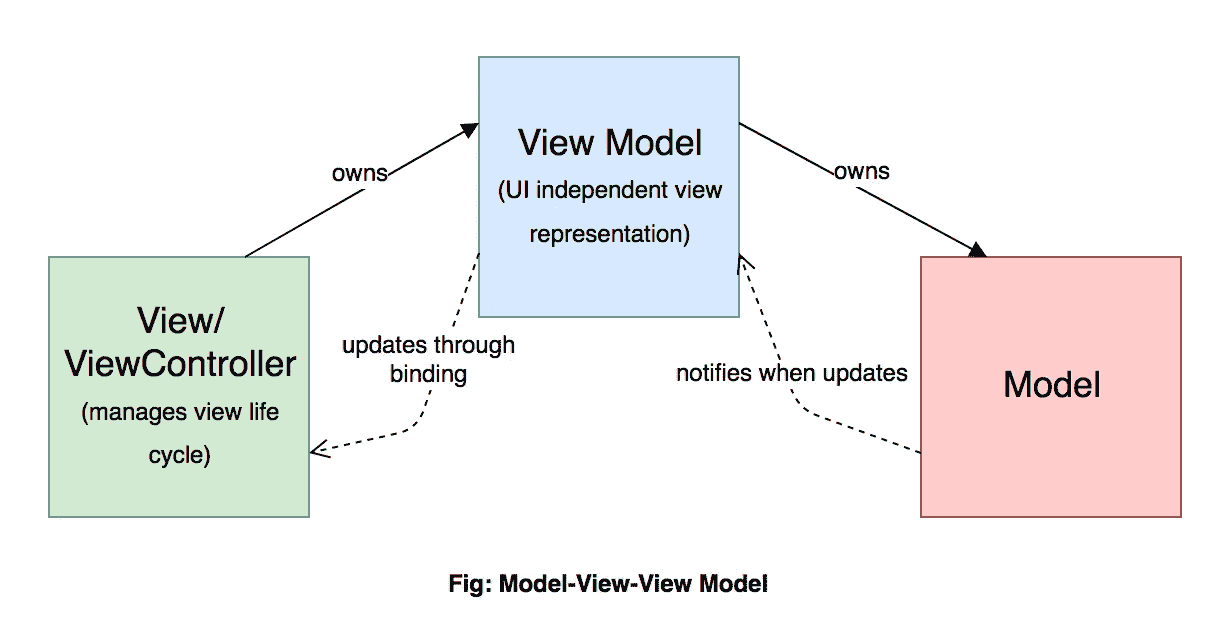 View Model
(UI independent view
representation)
owns
owns
View/
ViewController
(manages view life
cycle)
updates through
binding
notifies when updates
Model
Fig: Model-View-View Model